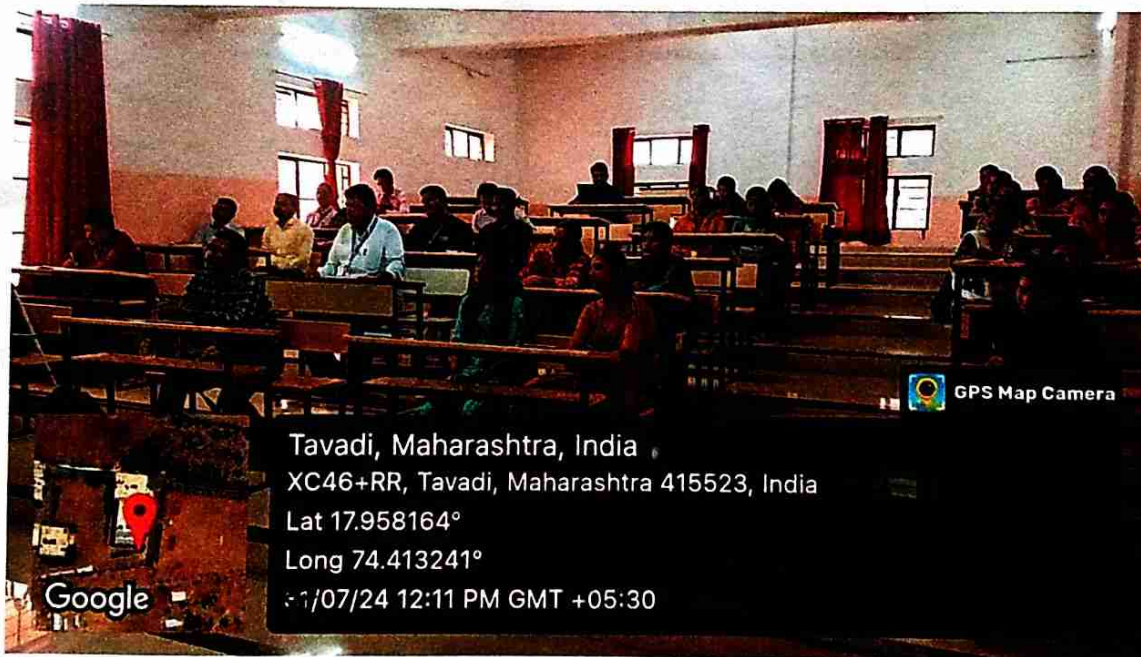 GPS Map Camera
Tavadi, Maharashtra, India
XC46+RR, Tavadi, Maharashtra 415523, India
Lat 17.958164°
Long 74.413241°
1/07/24 12:11 PM GMT +05:30
Google